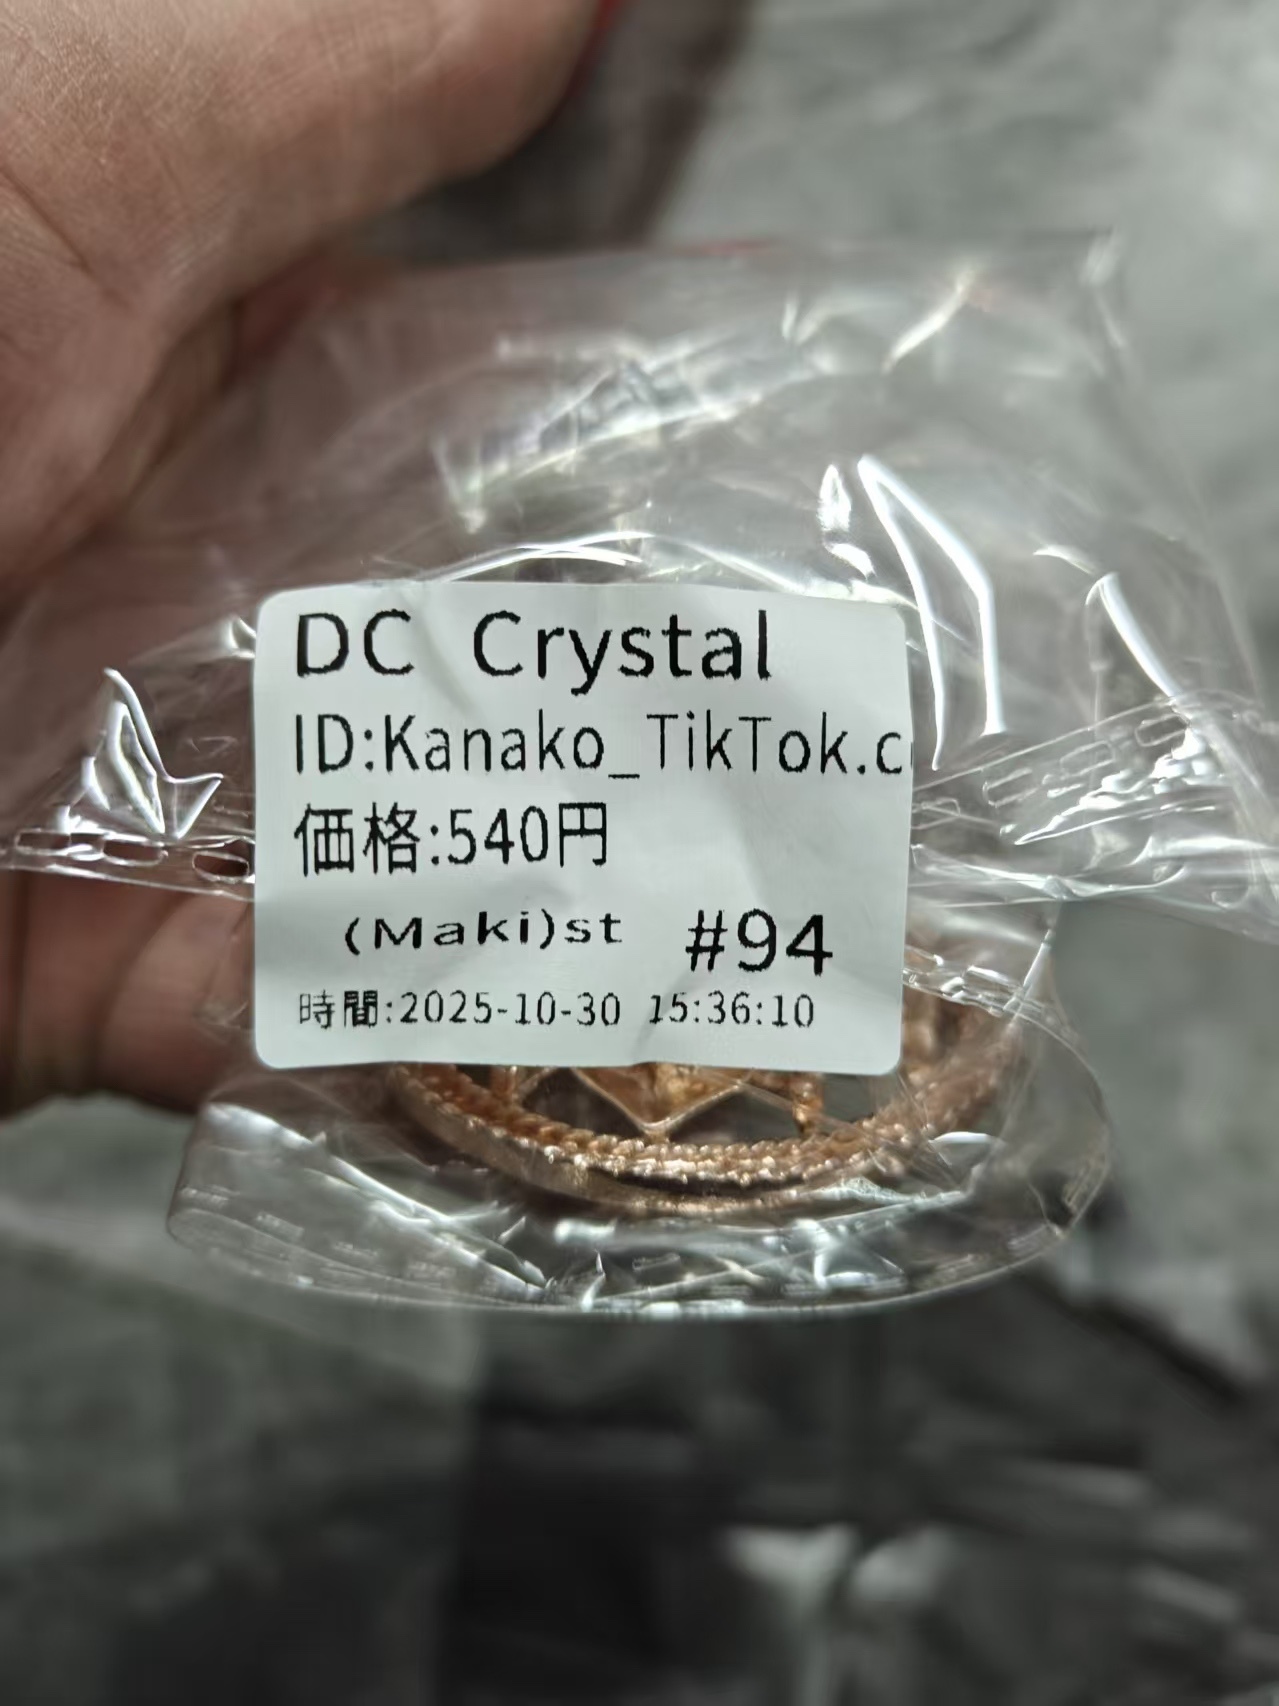 DC Crystal
ID:Kanako_TikTok.c
価格:540円
(Maki)st #94
時間:2025-10-30 15:36:10